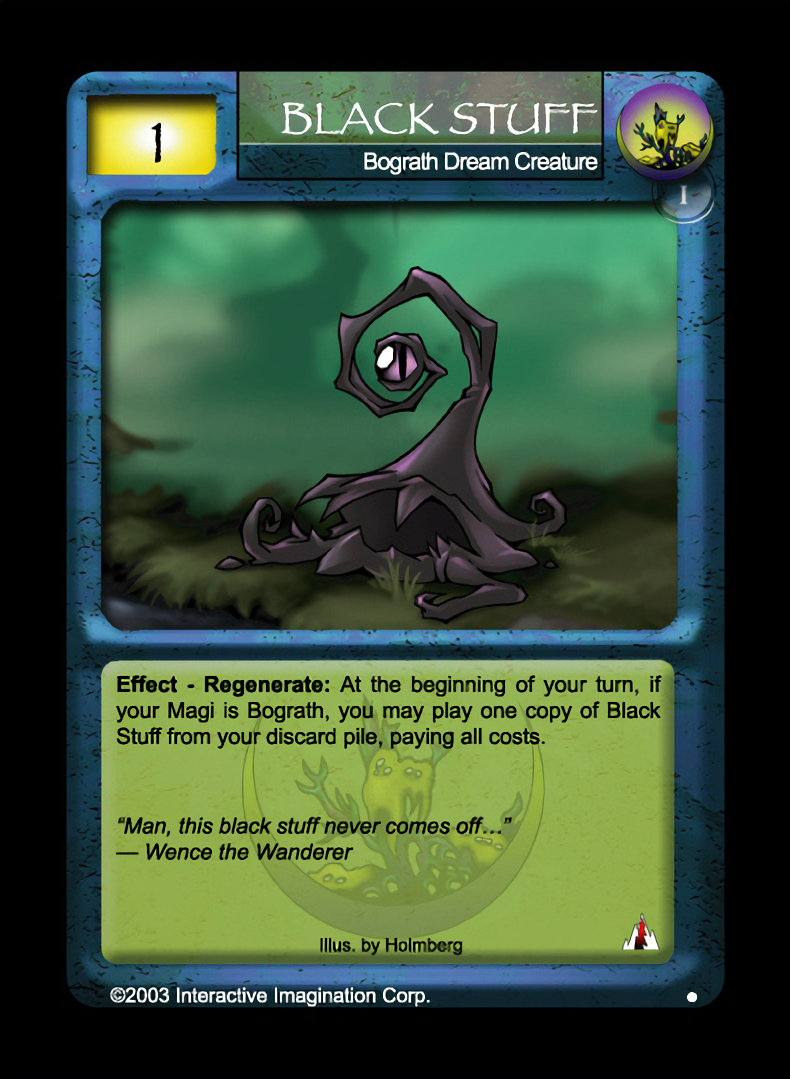 1
BLACK STUFF
Bograth Dream Creature
I
Effect - Regenerate: At the beginning of your turn, if
your Magi is Bograth, you may play one copy of Black
Stuff from your discard pile, paying all costs.
“Man, this black stuff never comes off…”
— Wence the Wanderer
Illus. by Holmberg
©2003 Interactive Imagination Corp.